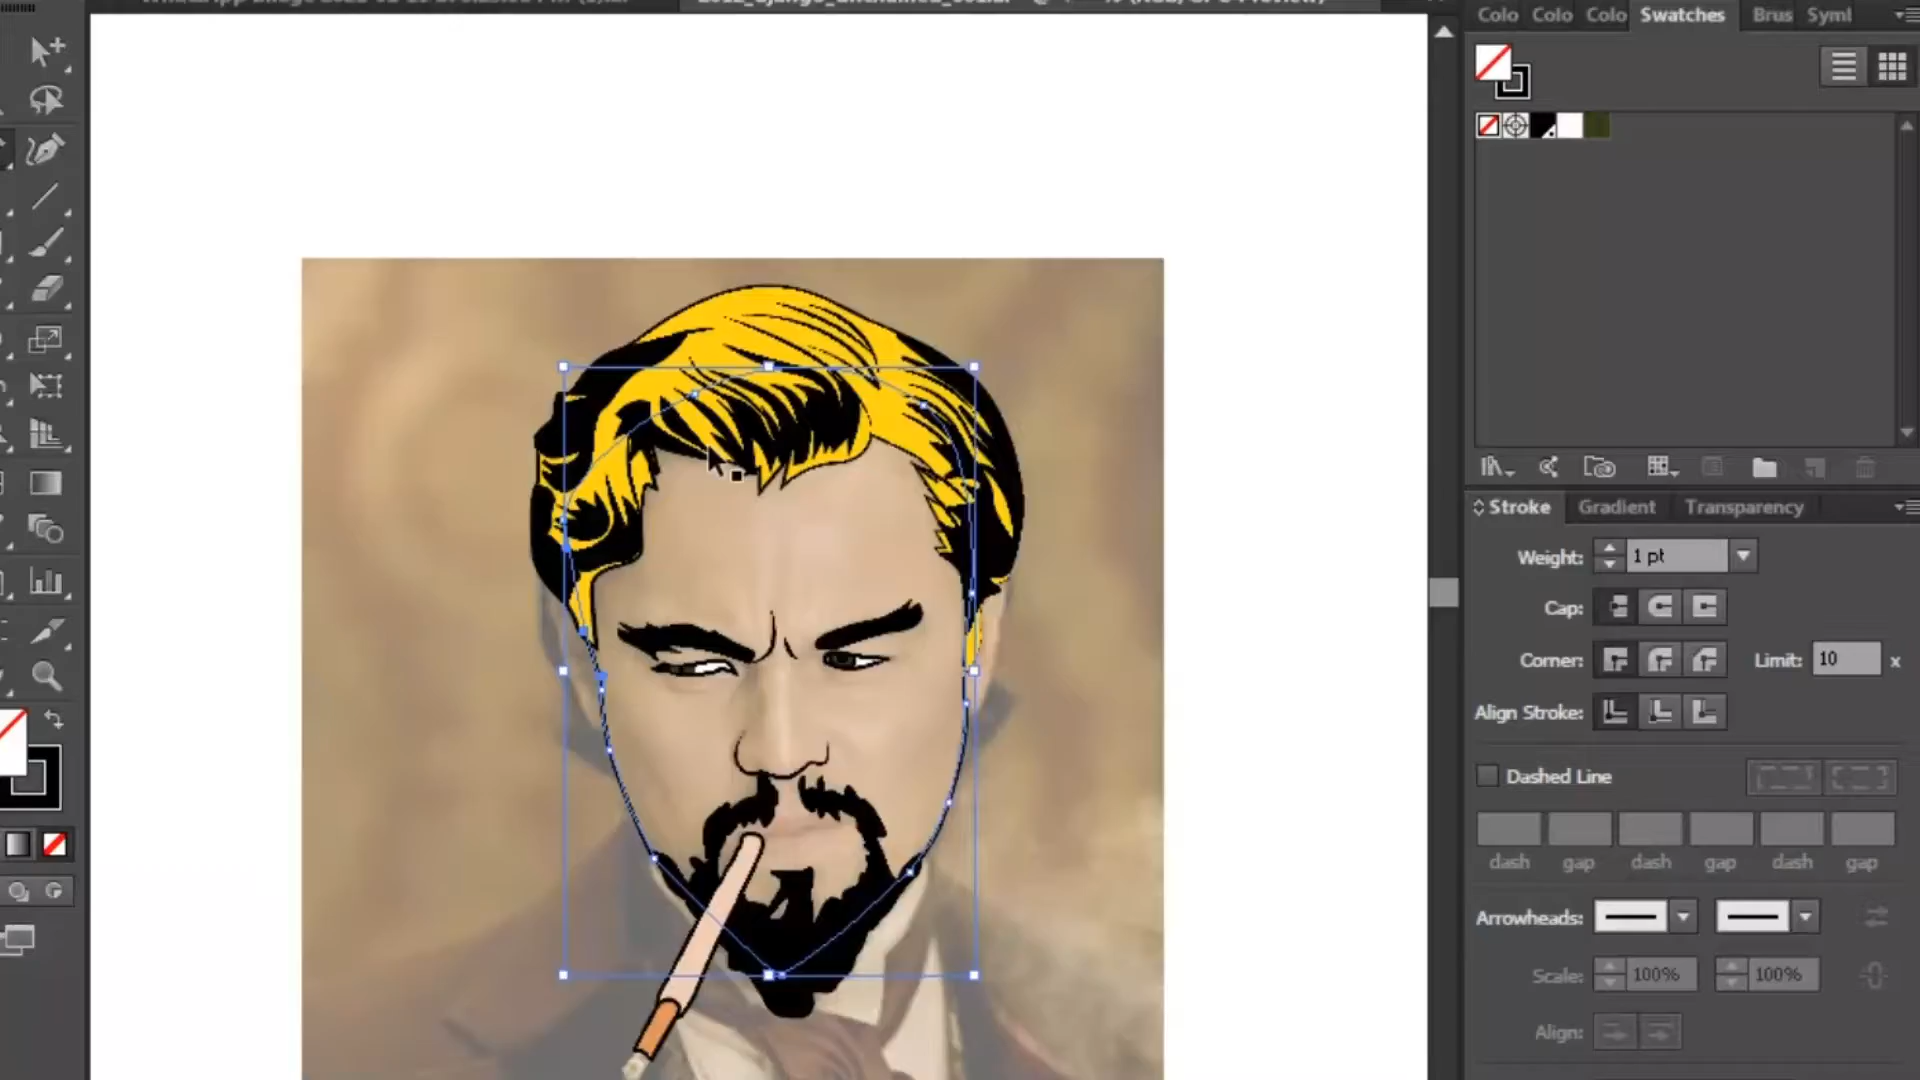 Colo Colo Colo Swatches Brus Syml
Stroke Gradient Transparency
Weight: 1 pt
Cap:
Corner: Limit: 10 x
Align Stroke:
Dashed Line
dash gap dash gap dash gap
Arrowheads:
Scale: 100% 100%
Align: